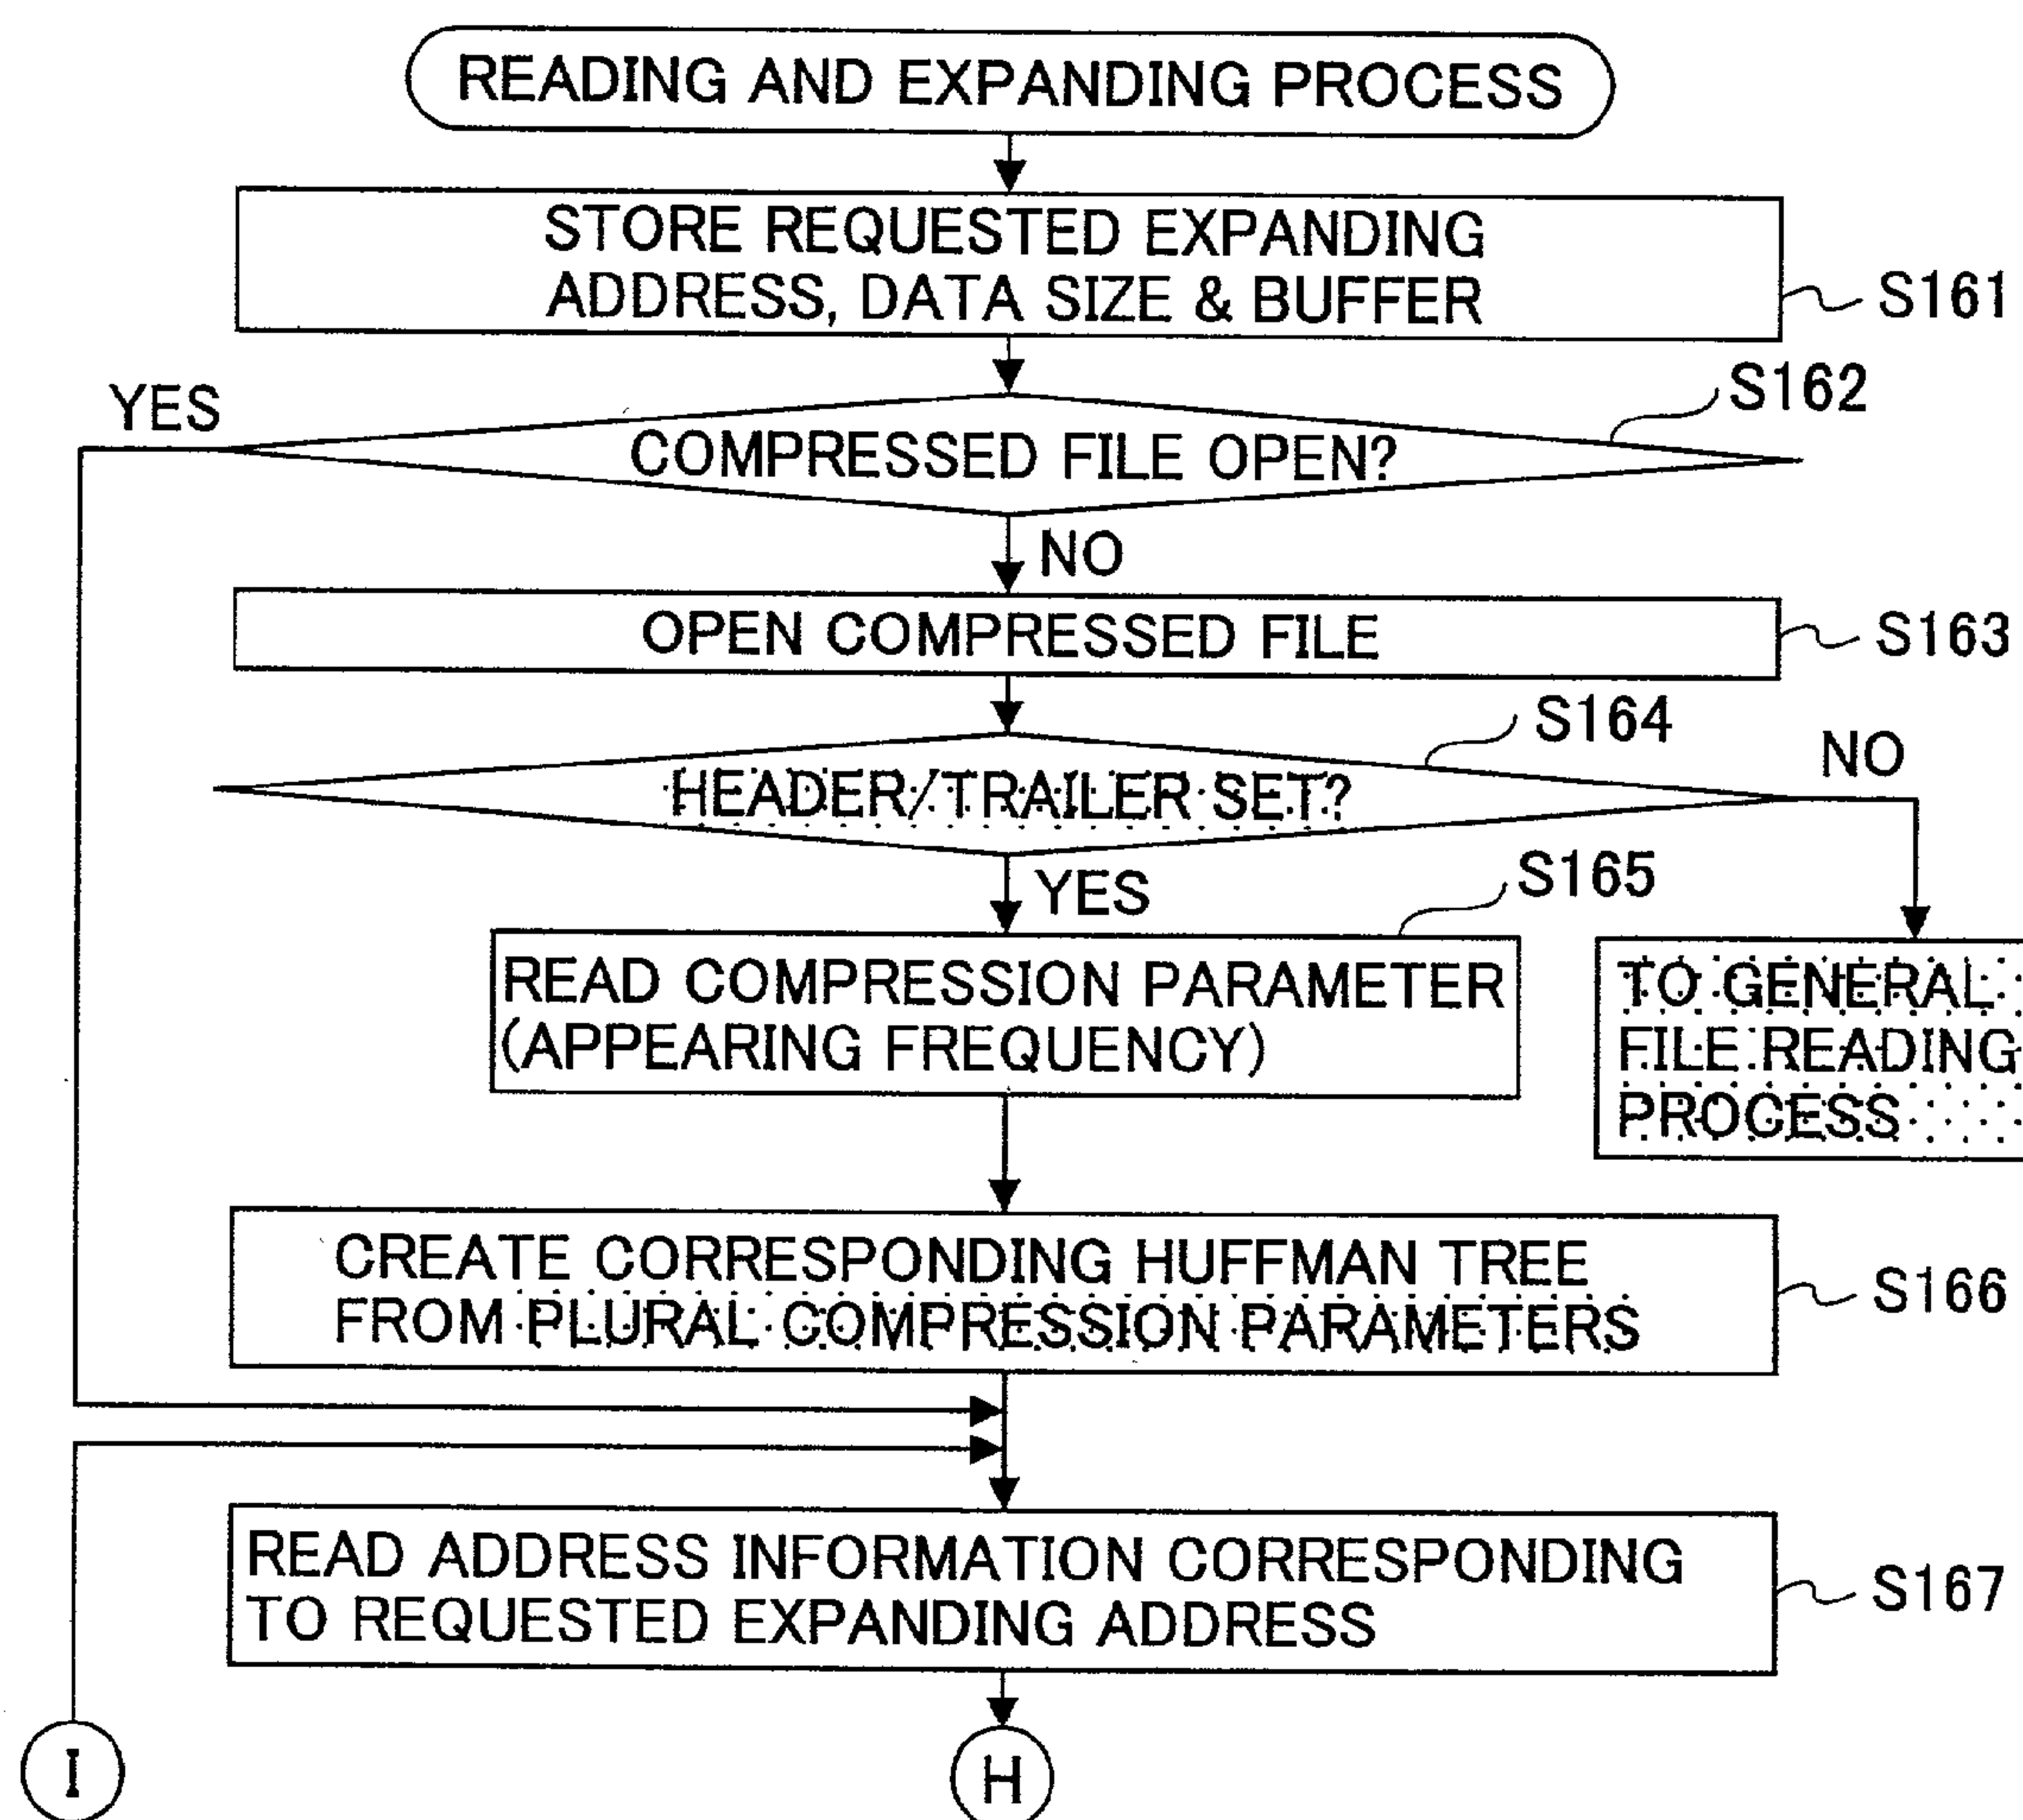 READING AND EXPANDING PROCESS
STORE REQUESTED EXPANDING
ADDRESS, DATA SIZE & BUFFER
S161
S162
YES
COMPRESSED FILE OPEN?
NO
OPEN COMPRESSED FILE
S163
S164
NO
HEADER/TRAILER SET?
YES
S165
READ COMPRESSION PARAMETER
(APPEARING FREQUENCY)
TO GENERAL
FILE READING
PROCESS
CREATE CORRESPONDING HUFFMAN TREE
FROM PLURAL COMPRESSION PARAMETERS
S166
READ ADDRESS INFORMATION CORRESPONDING
TO REQUESTED EXPANDING ADDRESS
S167
I
H